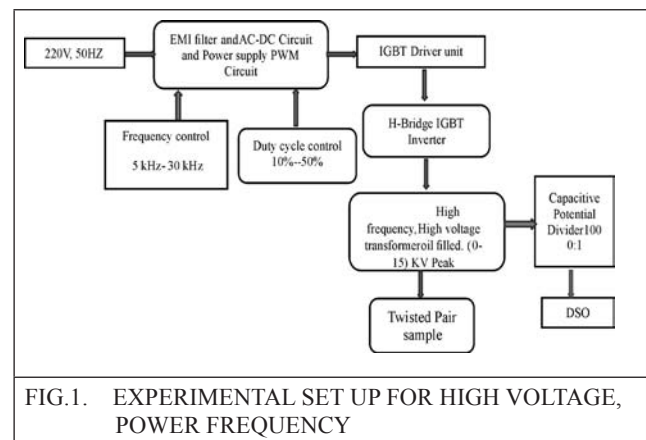 220V, 50HZ
EMI filter andAC-DC Circuit
and Power supply PWM
Circuit
IGBT Driver unit
Frequency control
5 kHz- 30 kHz
Duty cycle control
10%--50%
H-Bridge IGBT
Inverter
High
frequency,High voltage
transformeroil filled. (0-
15) KV Peak
Capacitive
Potential
Divider100
0:1
Twisted Pair
sample
DSO
FIG.1. EXPERIMENTAL SET UP FOR HIGH VOLTAGE,
POWER FREQUENCY